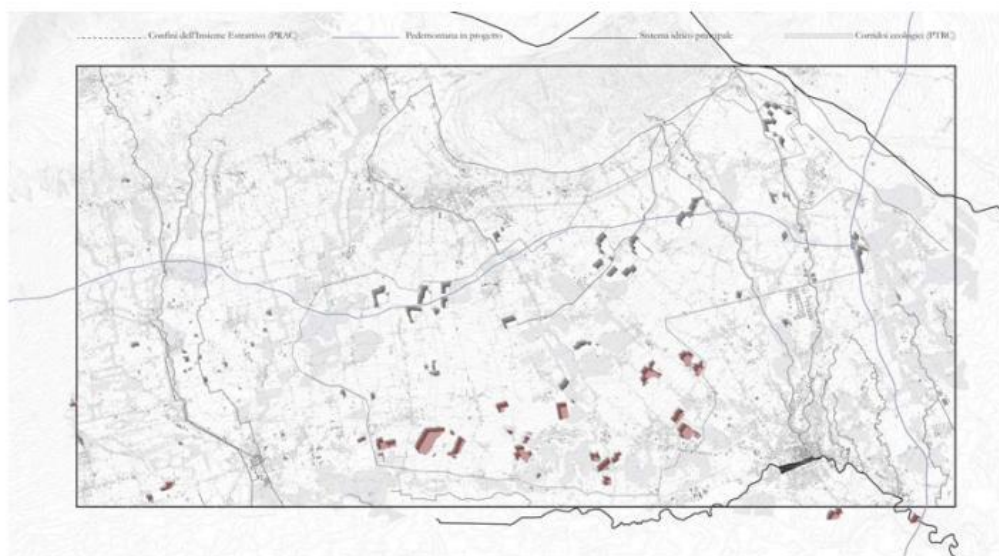 Confini dell'Insieme Estrattivo (PRAC)
Pedemontana in progetto
Sistema idrico principale
Corridoi ecologici (PTRC)